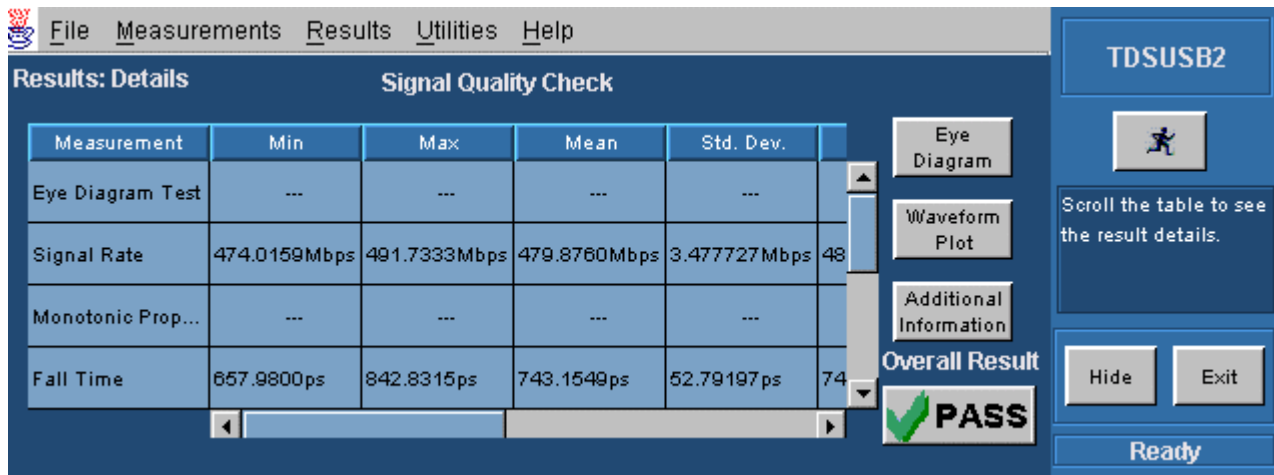 File Measurements Results Utilities Help
TDSUSB2
Results: Details
Signal Quality Check
Measurement Min Max Mean Std. Dev.
Eye Diagram Test --- --- --- ---
Signal Rate 474.0159Mbps 491.7333Mbps 479.8760Mbps 3.477727Mbps 48
Monotonic Prop... --- --- --- ---
Fall Time 657.9800ps 842.8315ps 743.1549ps 52.79197ps 74
Eye
Diagram
Waveform
Plot
Additional
Information
Overall Result
PASS
Scroll the table to see
the result details.
Hide Exit
Ready